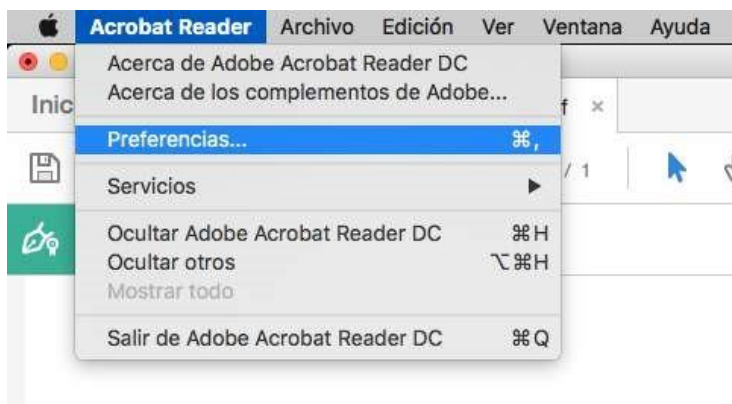 Acrobat Reader Archivo Edición Ver Ventana Ayuda
Acerca de Adobe Acrobat Reader DC
Acerca de los complementos de Adobe...
Inic
f ×
Preferencias... ⌘,
/ 1
Servicios ▶
Ocultar Adobe Acrobat Reader DC ⌘H
Ocultar otros ⌥⌘H
Mostrar todo
Salir de Adobe Acrobat Reader DC ⌘Q